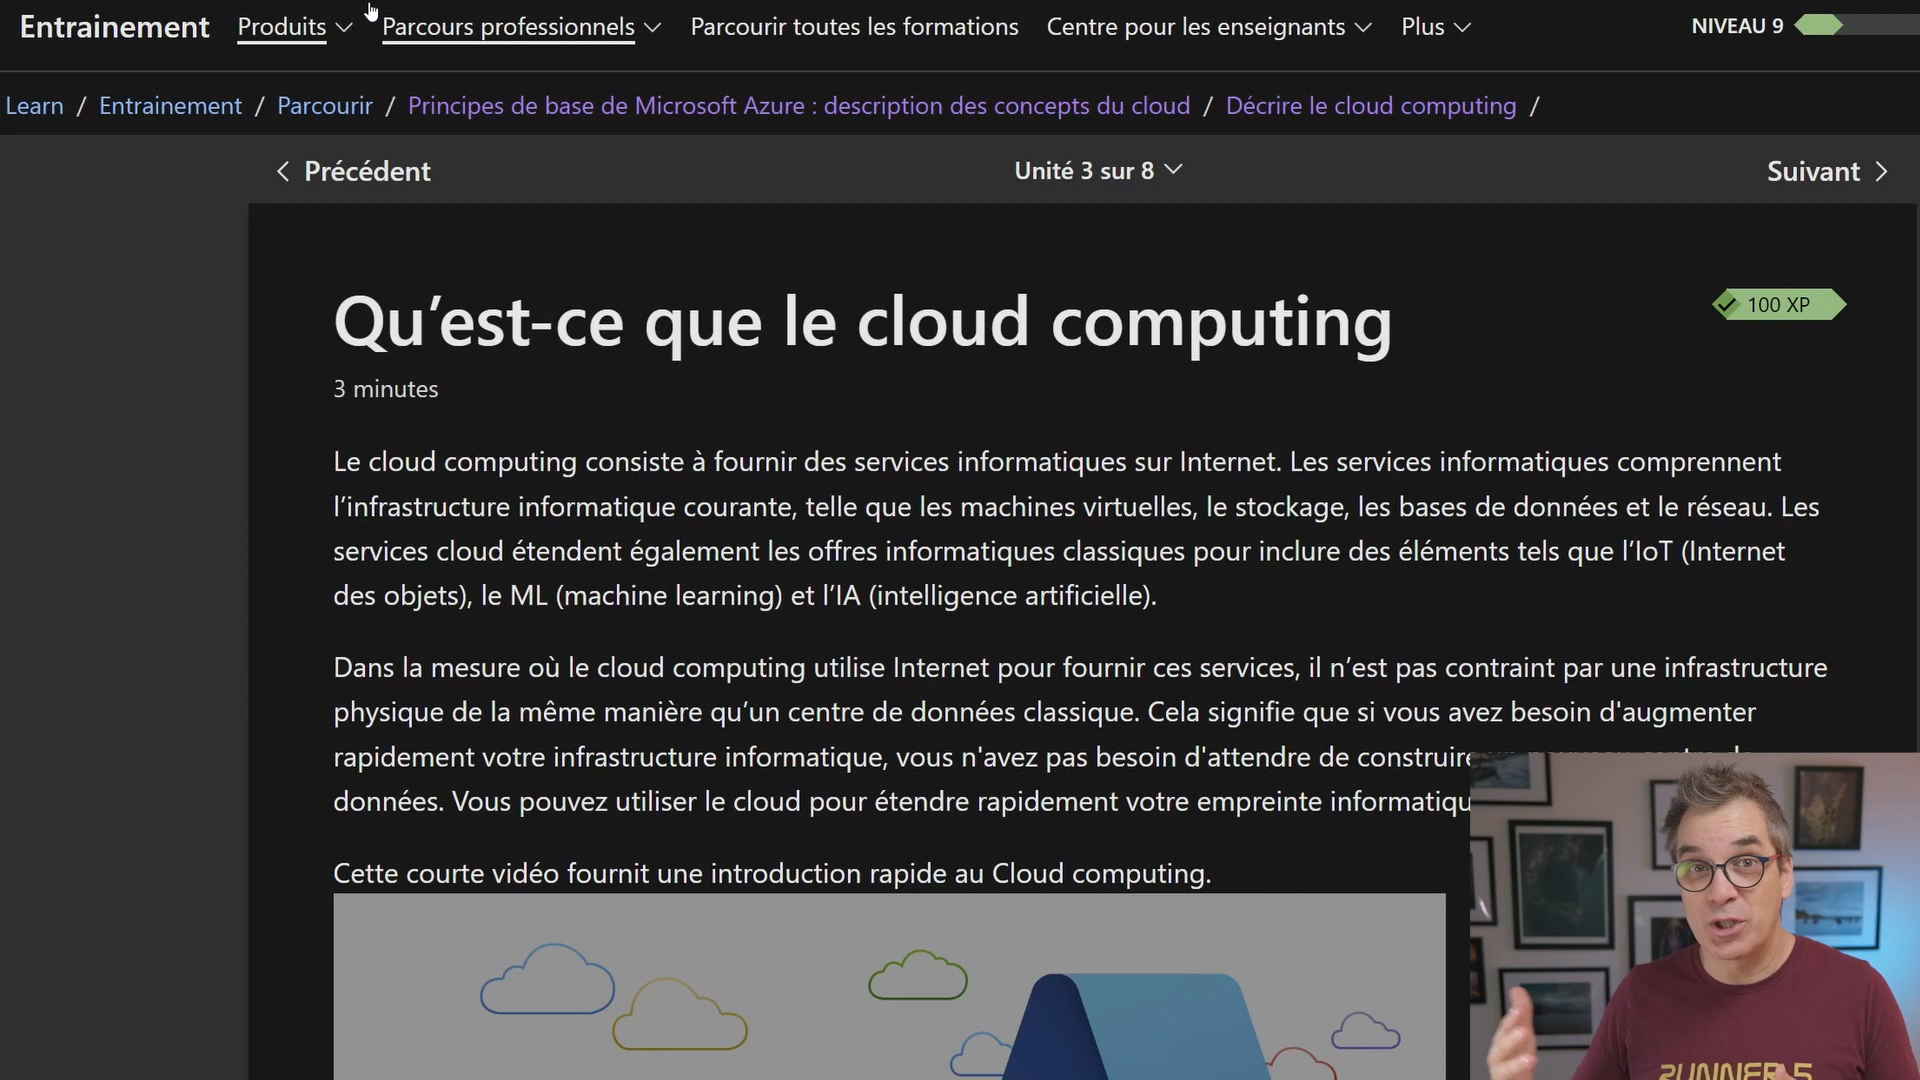 Entrainement Produits Parcours professionnels Parcourir toutes les formations Centre pour les enseignants Plus NIVEAU 9
Learn / Entrainement / Parcourir / Principes de base de Microsoft Azure : description des concepts du cloud / Décrire le cloud computing /
Précédent Unité 3 sur 8 Suivant
Qu’est-ce que le cloud computing
100 XP
3 minutes
Le cloud computing consiste à fournir des services informatiques sur Internet. Les services informatiques comprennent
l’infrastructure informatique courante, telle que les machines virtuelles, le stockage, les bases de données et le réseau. Les
services cloud étendent également les offres informatiques classiques pour inclure des éléments tels que l’IoT (Internet
des objets), le ML (machine learning) et l’IA (intelligence artificielle).
Dans la mesure où le cloud computing utilise Internet pour fournir ces services, il n’est pas contraint par une infrastructure
physique de la même manière qu’un centre de données classique. Cela signifie que si vous avez besoin d'augmenter
rapidement votre infrastructure informatique, vous n'avez pas besoin d'attendre de construire
données. Vous pouvez utiliser le cloud pour étendre rapidement votre empreinte
Cette courte vidéo fournit une introduction rapide au Cloud computing.
RUNNER 5